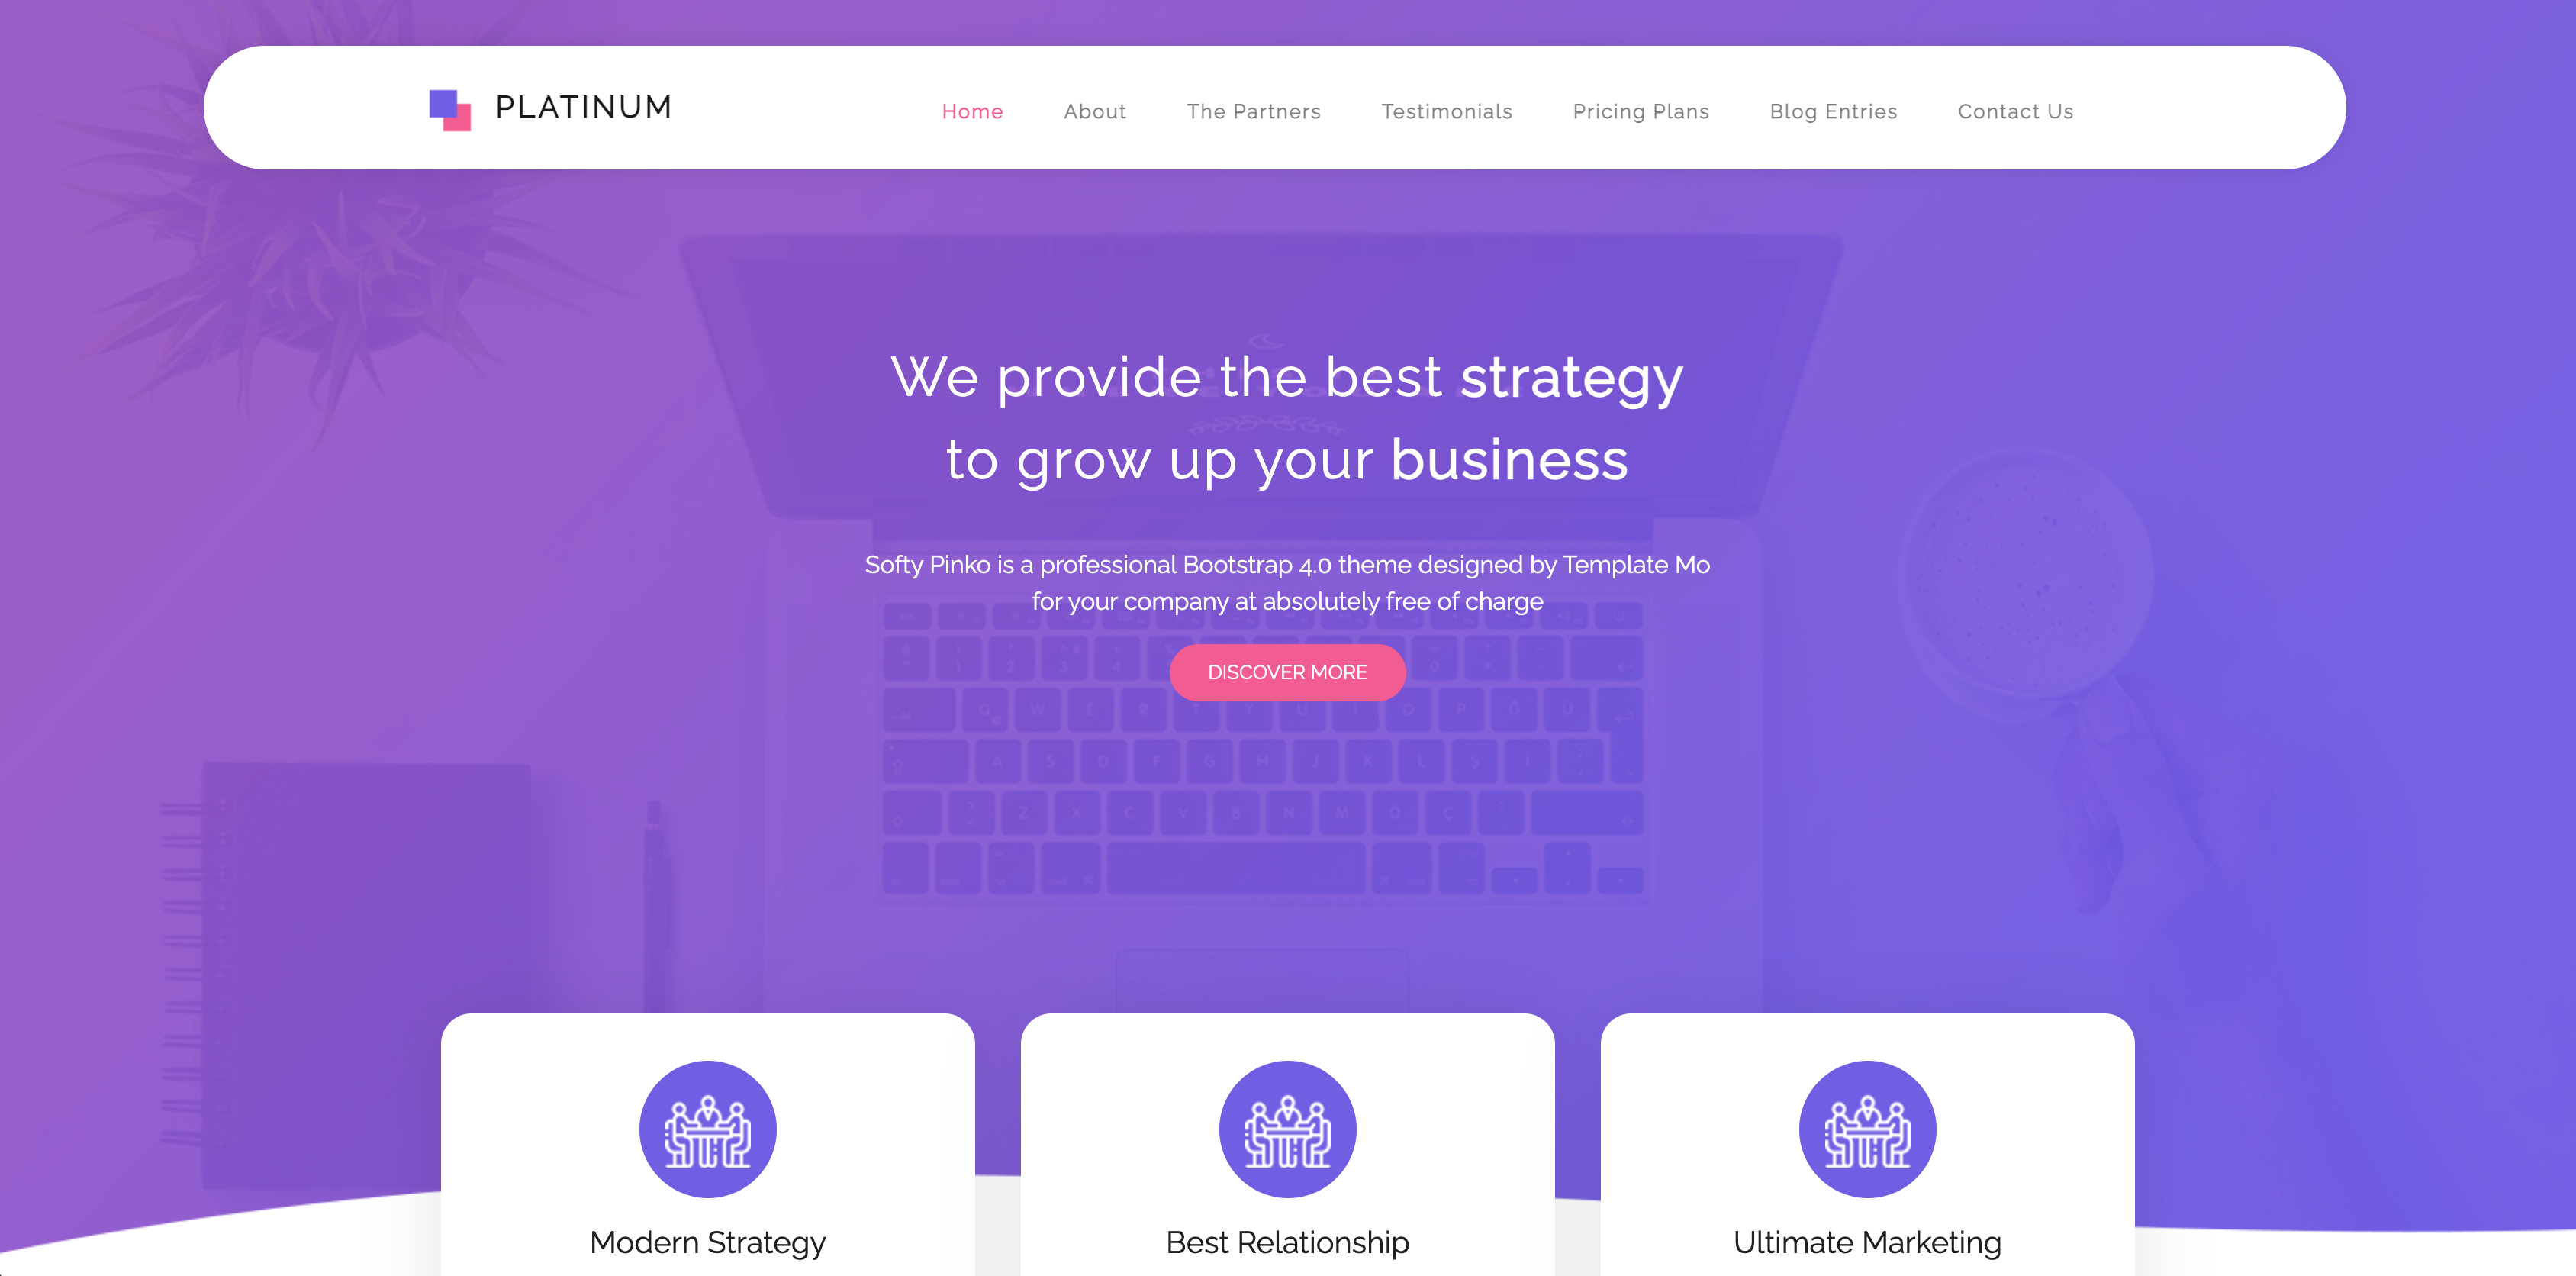 PLATINUM
Home About The Partners Testimonials Pricing Plans Blog Entries Contact Us
We provide the best strategy
to grow up your business
Softy Pinko is a professional Bootstrap 4.0 theme designed by Template Mo
for your company at absolutely free of charge
DISCOVER MORE
Modern Strategy
Best Relationship
Ultimate Marketing